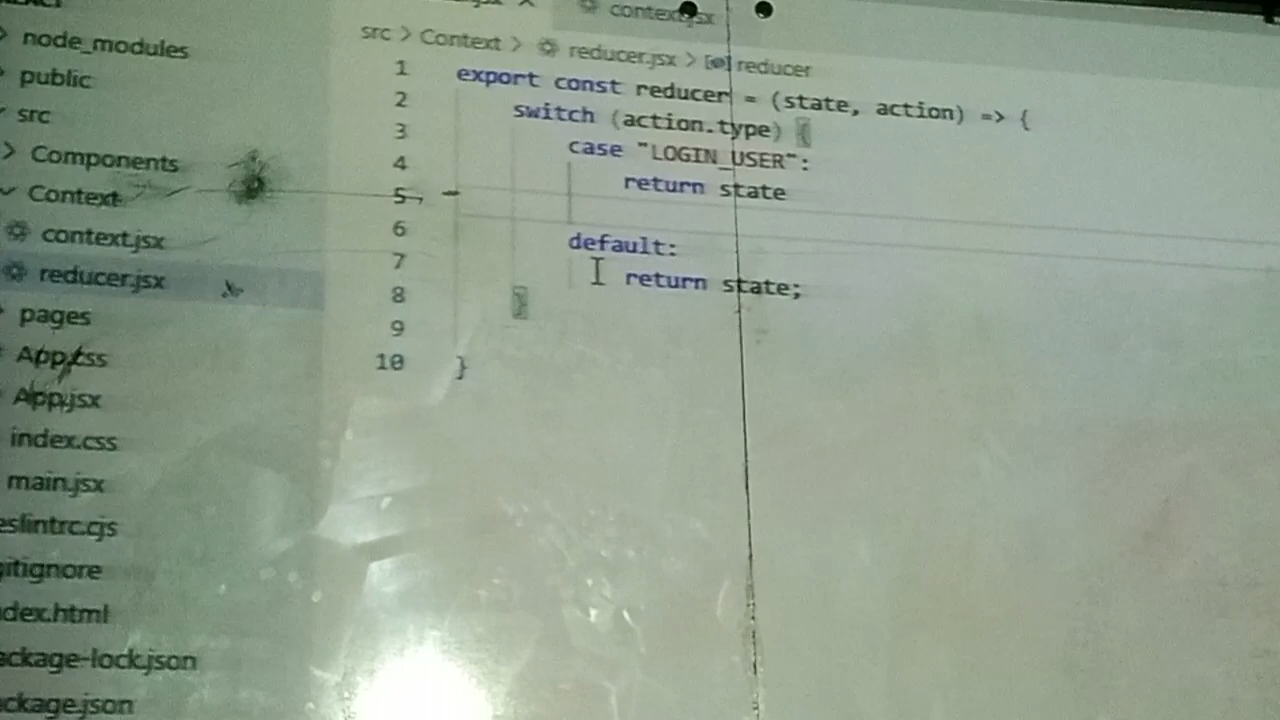 context.jsx
node_modules
public
src
Components
Context
context.jsx
reducer.jsx
pages
App.css
App.jsx
index.css
main.jsx
eslintrc.cjs
gitignore
dex.html
ackage-lock.json
ckage.json
src > Context > reducer.jsx > reducer
1 export const reducer = (state, action) => {
2 switch (action.type) {
3 case "LOGIN_USER":
4 return state
5
6 default:
7 return state;
8 }
9
10 }